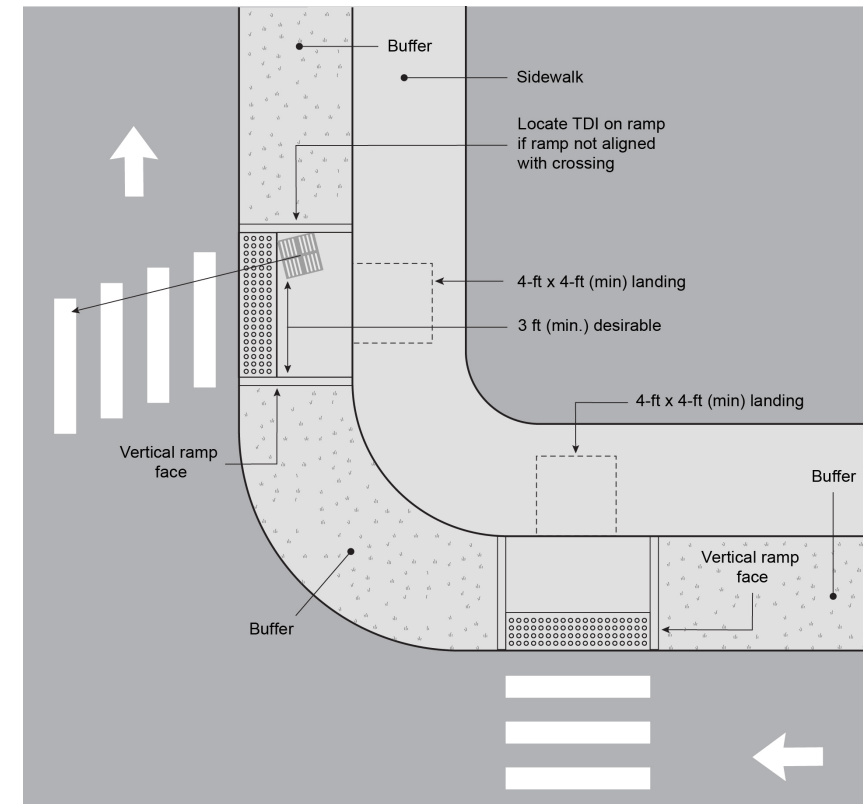 Buffer
Sidewalk
Locate TDI on ramp
if ramp not aligned
with crossing
4-ft x 4-ft (min) landing
3 ft (min.) desirable
4-ft x 4-ft (min) landing
Vertical ramp
face
Buffer
Vertical ramp
face
Buffer